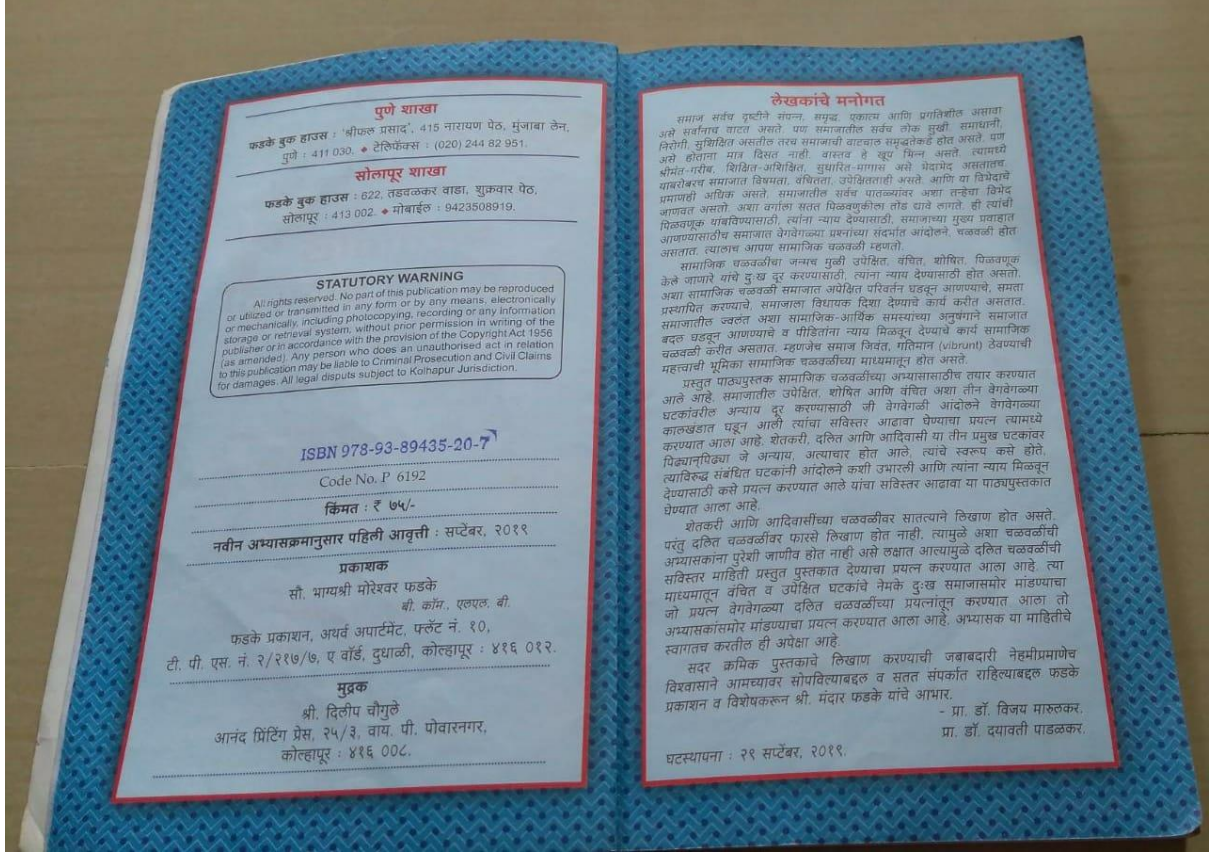 पुणे शाखा
फडके बुक हाउस : 'श्रीफल प्रसाद', 415 नारायण पेठ, मुंजाबा लेन,
पुणे : 411 030. ◆ टेलिफॅक्स : (020) 244 82 951.
सोलापूर शाखा
फडके बुक हाउस : 622, तडवळकर वाडा, शुक्रवार पेठ,
सोलापूर : 413 002. ◆ मोबाईल : 9423508919.
STATUTORY WARNING
All rights reserved. No part of this publication may be reproduced
or utilized or transmitted in any form or by any means, electronically
or mechanically, including photocopying, recording or any information
storage or retrieval system, without prior permission in writing of the
publisher or in accordance with the provision of the Copyright Act 1956
(as amended). Any person who does an unauthorised act in relation
to this publication may be liable to Criminal Prosecution and Civil Claims
for damages. All legal disputes subject to Kolhapur Jurisdiction.
ISBN 978-93-89435-20-7
Code No. P 6192
किंमत : ₹ ७५/-
नवीन अभ्यासक्रमानुसार पहिली आवृत्ती : सप्टेंबर, २०१९
प्रकाशक
सौ. भाग्यश्री मोरेश्वर फडके
बी. कॉम., एलएल. बी.
फडके प्रकाशन, अथर्व अपार्टमेंट, फ्लॅट नं. १०,
टी. पी. एस. नं. २/२१७/७, ए वॉर्ड, दुधाळी, कोल्हापूर : ४१६ ०१२.
मुद्रक
श्री. दिलीप चौगुले
आनंद प्रिंटिंग प्रेस, २५/३, वाय. पी. पोवारनगर,
कोल्हापूर : ४१६ ००८.
लेखकांचे मनोगत
समाज सर्वच दृष्टीने संपन्न, समृद्ध, एकात्म आणि प्रगतिशील असावा
असे सर्वांनाच वाटत असते. पण समाजातील सर्वच लोक सुखी, समाधानी,
निरोगी, सुशिक्षित असतील तरच समाजाची वाटचाल समृद्धतेकडे होत असते. पण
असे होताना मात्र दिसत नाही. वास्तव हे खूप भिन्न असते. त्यामध्ये
श्रीमंत-गरीब, शिक्षित-अशिक्षित, सुधारित-मागास असे भेदाभेद असतातच.
याबरोबरच समाजात विषमता, वंचितता, उपेक्षितताही असते. आणि या विभेदाचे
प्रमाणही अधिक असते. समाजातील सर्वच पातळ्यांवर अशा तऱ्हेचा विभेद
जाणवत असतो. अशा वर्गाला सतत पिळवणुकीला तोंड द्यावे लागते. ही त्यांची
पिळवणूक थांबविण्यासाठी, त्यांना न्याय देण्यासाठी, समाजाच्या मुख्य प्रवाहात
आणण्यासाठीच समाजात वेगवेगळ्या प्रश्नांच्या संदर्भात आंदोलने, चळवळी होत
असतात. त्यालाच आपण सामाजिक चळवळी म्हणतो.
सामाजिक चळवळींचा जन्मच मुळी उपेक्षित, वंचित, शोषित, पिळवणूक
केले जाणारे यांचे दुःख दूर करण्यासाठी, त्यांना न्याय देण्यासाठी होत असतो.
अशा सामाजिक चळवळी समाजात अपेक्षित परिवर्तन घडवून आणण्याचे, समता
प्रस्थापित करण्याचे, समाजाला विधायक दिशा देण्याचे कार्य करीत असतात.
समाजातील ज्वलंत अशा सामाजिक-आर्थिक समस्यांच्या अनुषंगाने समाजात
बदल घडवून आणण्याचे व पीडितांना न्याय मिळवून देण्याचे कार्य सामाजिक
चळवळी करीत असतात. म्हणजेच समाज जिवंत, गतिमान (vibrunt) ठेवण्याची
महत्त्वाची भूमिका सामाजिक चळवळींच्या माध्यमातून होत असते.
प्रस्तुत पाठ्यपुस्तक सामाजिक चळवळींच्या अभ्यासासाठीच तयार करण्यात
आले आहे. समाजातील उपेक्षित, शोषित आणि वंचित अशा तीन वेगवेगळ्या
घटकांवरील अन्याय दूर करण्यासाठी जी वेगवेगळी आंदोलने वेगवेगळ्या
कालखंडात घडून आली त्यांचा सविस्तर आढावा घेण्याचा प्रयत्न त्यामध्ये
करण्यात आला आहे. शेतकरी, दलित आणि आदिवासी या तीन प्रमुख घटकांवर
पिढ्यान्‌पिढ्या जे अन्याय, अत्याचार होत आले, त्यांचे स्वरूप कसे होते,
त्याविरुद्ध संबंधित घटकांनी आंदोलने कशी उभारली आणि त्यांना न्याय मिळवून
देण्यासाठी कसे प्रयत्न करण्यात आले यांचा सविस्तर आढावा या पाठ्यपुस्तकात
घेण्यात आला आहे.
शेतकरी आणि आदिवासींच्या चळवळीवर सातत्याने लिखाण होत असते.
परंतु दलित चळवळीवर फारसे लिखाण होत नाही. त्यामुळे अशा चळवळींची
अभ्यासकांना पुरेशी जाणीव होत नाही असे लक्षात आल्यामुळे दलित चळवळींची
सविस्तर माहिती प्रस्तुत पुस्तकात देण्याचा प्रयत्न करण्यात आला आहे. त्या
माध्यमातून वंचित व उपेक्षित घटकांचे नेमके दुःख समाजासमोर मांडण्याचा
जो प्रयत्न वेगवेगळ्या दलित चळवळींच्या प्रयत्नांतून करण्यात आला तो
अभ्यासकांसमोर मांडण्याचा प्रयत्न करण्यात आला आहे. अभ्यासक या माहितीचे
स्वागतच करतील ही अपेक्षा आहे.
सदर क्रमिक पुस्तकाचे लिखाण करण्याची जबाबदारी नेहमीप्रमाणेच
विश्वासाने आमच्यावर सोपविल्याबद्दल व सतत संपर्कात राहिल्याबद्दल फडके
प्रकाशन व विशेषकरून श्री. मंदार फडके यांचे आभार.
- प्रा. डॉ. विजय मारुलकर.
प्रा. डॉ. दयावती पाडळकर.
घटस्थापना : २९ सप्टेंबर, २०१९.